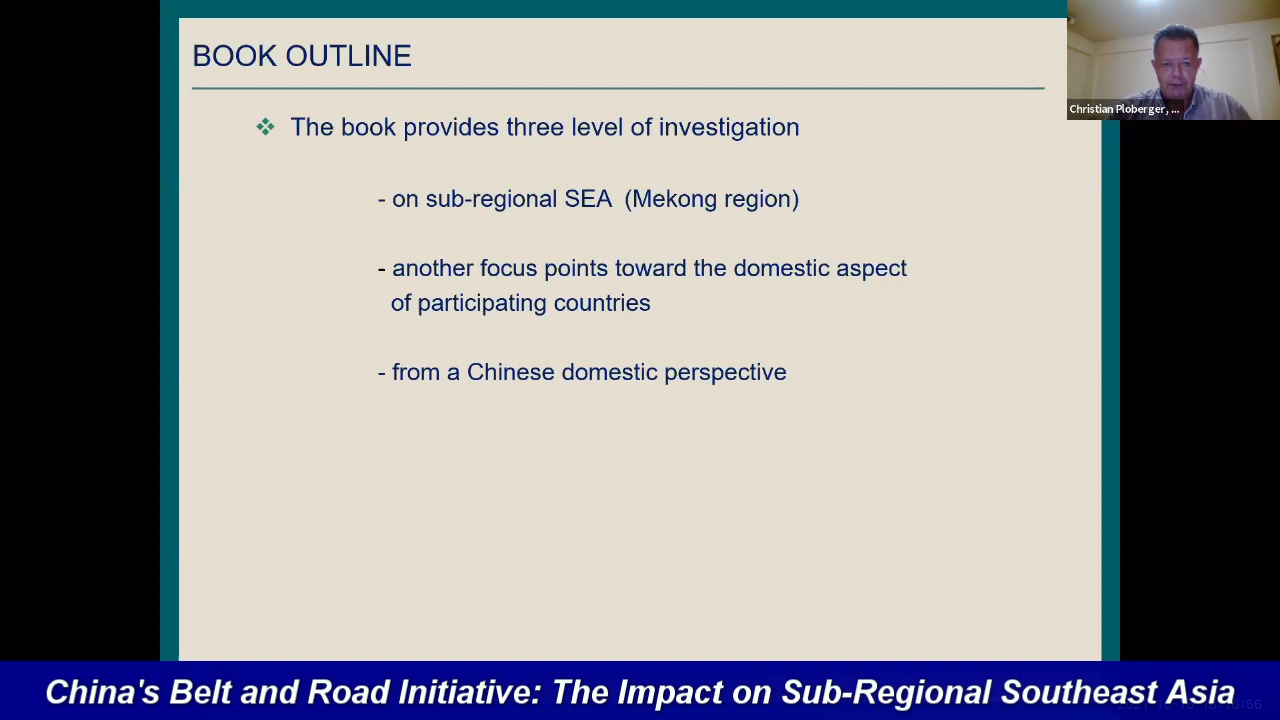 BOOK OUTLINE
Christian Ploberger, ...
❖ The book provides three level of investigation
- on sub-regional SEA (Mekong region)
- another focus points toward the domestic aspect
of participating countries
- from a Chinese domestic perspective
China's Belt and Road Initiative: The Impact on Sub-Regional Southeast Asia